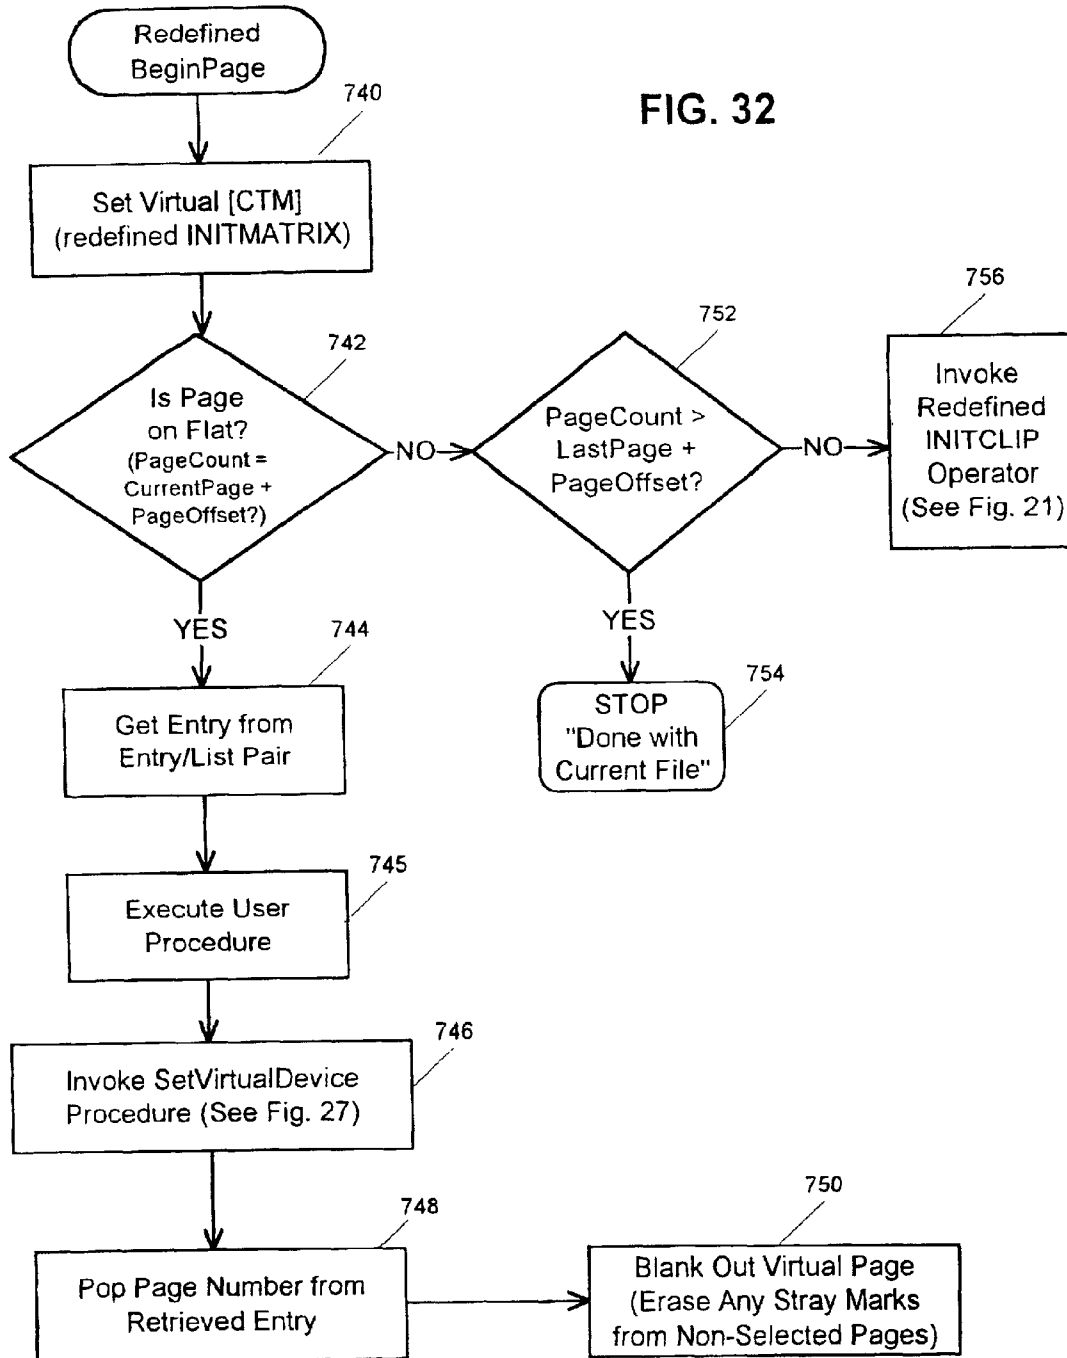 Redefined
BeginPage
FIG. 32
740
Set Virtual [CTM]
(redefined INITMATRIX)
742
Is Page
on Flat?
(PageCount =
CurrentPage +
PageOffset?)
NO
752
PageCount >
LastPage +
PageOffset?
NO
756
Invoke
Redefined
INITCLIP
Operator
(See Fig. 21)
YES
YES
744
Get Entry from
Entry/List Pair
754
STOP
"Done with
Current File"
745
Execute User
Procedure
746
Invoke SetVirtualDevice
Procedure (See Fig. 27)
748
Pop Page Number from
Retrieved Entry
750
Blank Out Virtual Page
(Erase Any Stray Marks
from Non-Selected Pages)